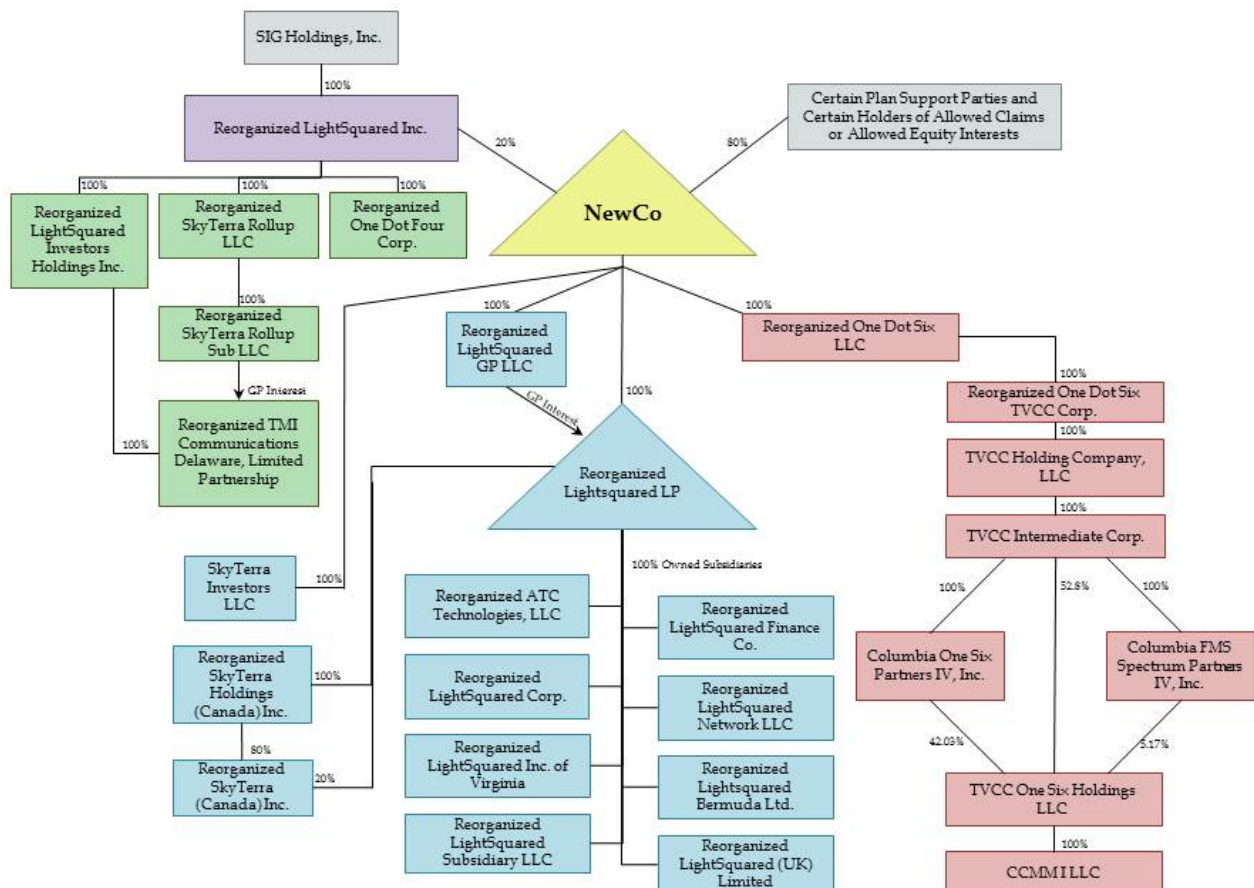 SIG Holdings, Inc.
100%
Reorganized LightSquared Inc.
Certain Plan Support Parties and
Certain Holders of Allowed Claims
or Allowed Equity Interests
20%
80%
NewCo
100%
100%
100%
Reorganized
LightSquared
Investors
Holdings Inc.
Reorganized
SkyTerra Rollup
LLC
Reorganized
One Dot Four
Corp.
100%
Reorganized
SkyTerra Rollup
Sub LLC
GP Interest
100%
Reorganized TMI
Communications
Delaware, Limited
Partnership
100%
Reorganized
LightSquared
GP LLC
GP Interest
100%
100%
Reorganized One Dot Six
LLC
100%
Reorganized One Dot Six
TVCC Corp.
100%
TVCC Holding Company,
LLC
100%
TVCC Intermediate Corp.
Reorganized
Lightsquared LP
SkyTerra
Investors
LLC
100%
100% Owned Subsidiaries
Reorganized
SkyTerra
Holdings
(Canada) Inc.
100%
80%
Reorganized
SkyTerra
(Canada) Inc.
20%
Reorganized ATC
Technologies, LLC
Reorganized
LightSquared Finance
Co.
Reorganized
LightSquared Corp.
Reorganized
LightSquared
Network LLC
Reorganized
LightSquared Inc. of
Virginia
Reorganized
Lightsquared
Bermuda Ltd.
Reorganized
LightSquared
Subsidiary LLC
Reorganized
LightSquared (UK)
Limited
100%
52.8%
100%
Columbia One Six
Partners IV, Inc.
Columbia FMS
Spectrum Partners
IV, Inc.
42.03%
5.17%
TVCC One Six Holdings
LLC
100%
CCMM I LLC